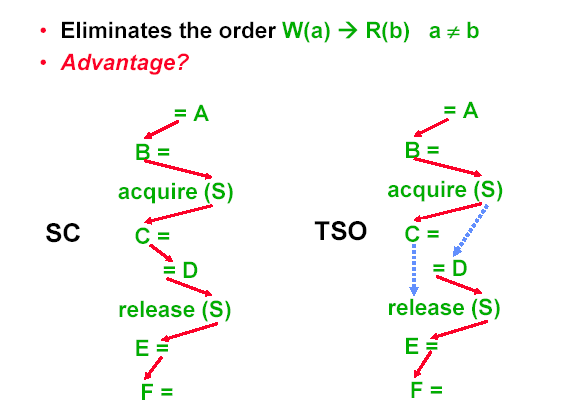 • Eliminates the order W(a) → R(b) a ≠ b
• Advantage?
= A = A
B = B =
acquire (S) acquire (S)
SC C = TSO C =
= D = D
release (S) release (S)
E = E =
F = F =